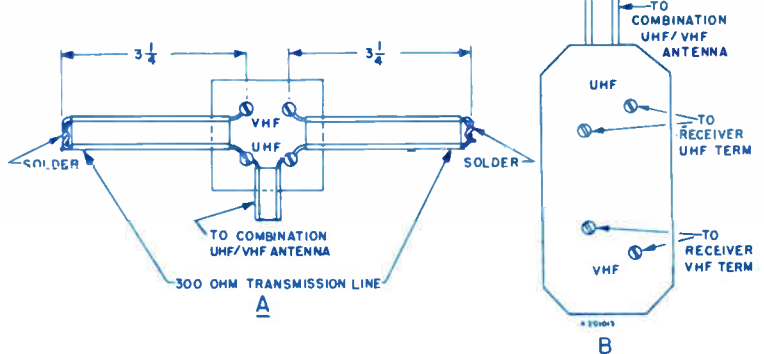 3 1/4
3 1/4
VHF
UHF
SOLDER
SOLDER
TO COMBINATION
UHF/VHF ANTENNA
300 OHM TRANSMISSION LINE
A
TO
COMBINATION
UHF/VHF
ANTENNA
UHF
TO
RECEIVER
UHF TERM
TO
RECEIVER
VHF TERM
VHF
B